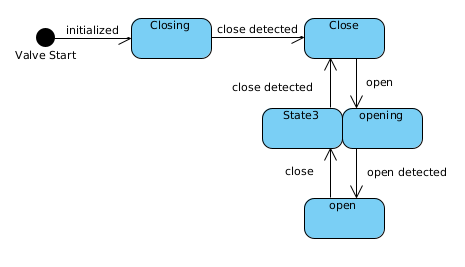 initialized
Closing
close detected
Close
Valve Start
close detected
open
State3
opening
close
open detected
open